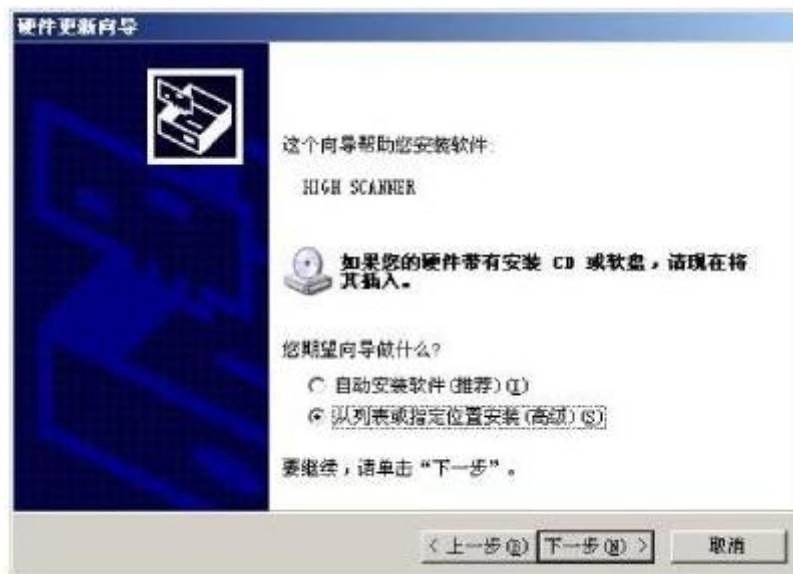 硬件更新向导
这个向导帮助您安装软件:
HIGH SCANNER
如果您的硬件带有安装 CD 或软盘，请现在将
其插入。
您期望向导做什么?
自动安装软件(推荐)(I)
从列表或指定位置安装(高级)(S)
要继续，请单击“下一步”。
< 上一步(B) 下一步(N) > 取消